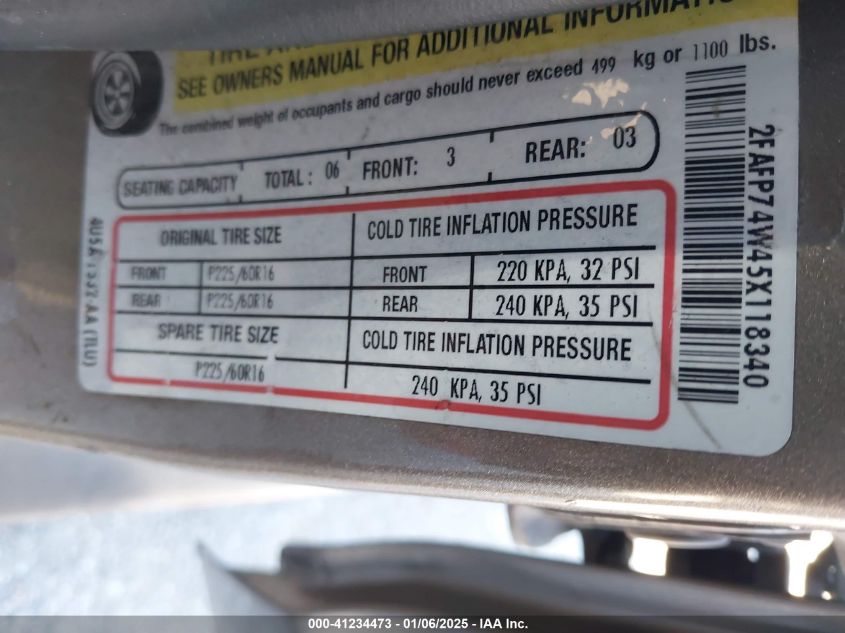 TIRE AND
SEE OWNERS MANUAL FOR ADDITIONAL INFORMATION
The combined weight of occupants and cargo should never exceed 499 kg or 1100 lbs.
SEATING CAPACITY TOTAL: 06 FRONT: 3 REAR: 03
ORIGINAL TIRE SIZE COLD TIRE INFLATION PRESSURE
FRONT P225/60R16 FRONT 220 KPA, 32 PSI
REAR P225/60R16 REAR 240 KPA, 35 PSI
SPARE TIRE SIZE COLD TIRE INFLATION PRESSURE
P225/60R16 240 KPA, 35 PSI
2FAFP74W45X118340
000-41234473 - 01/06/2025 - IAA Inc.